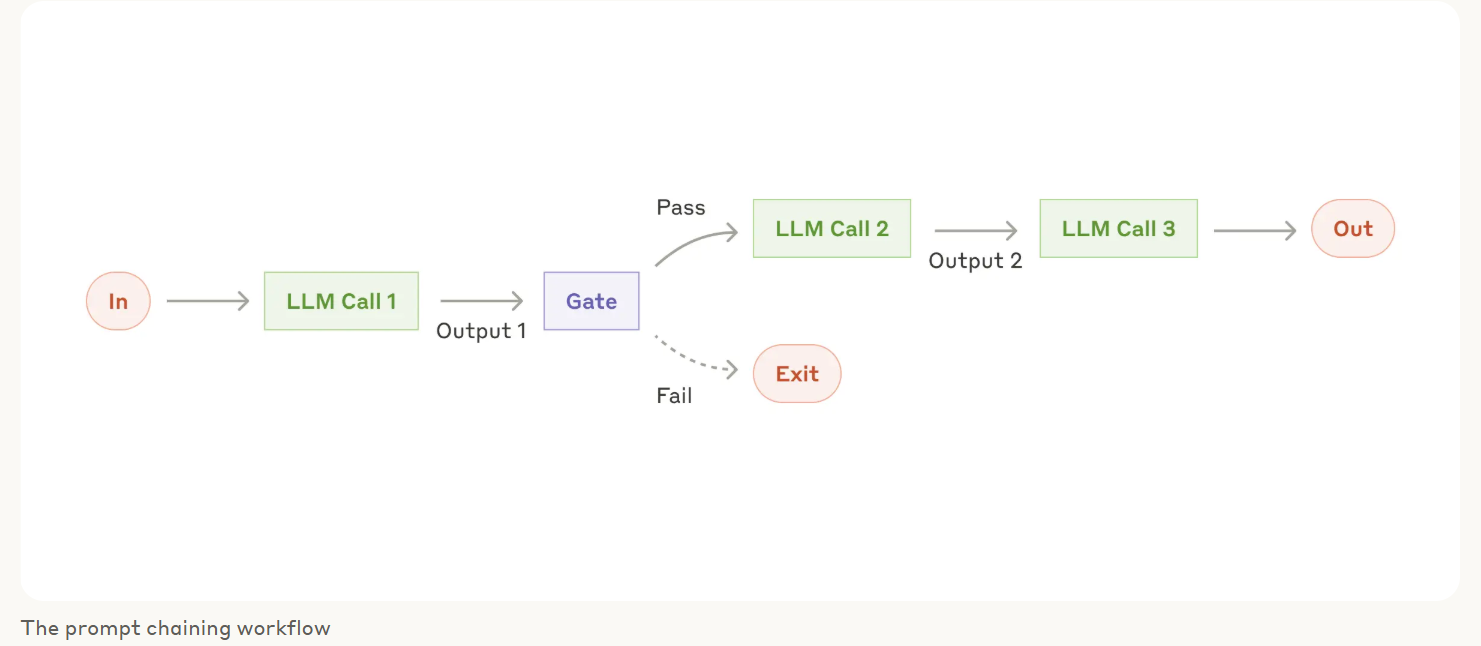 In
LLM Call 1
Output 1
Gate
Pass
LLM Call 2
Output 2
LLM Call 3
Out
Fail
Exit
The prompt chaining workflow